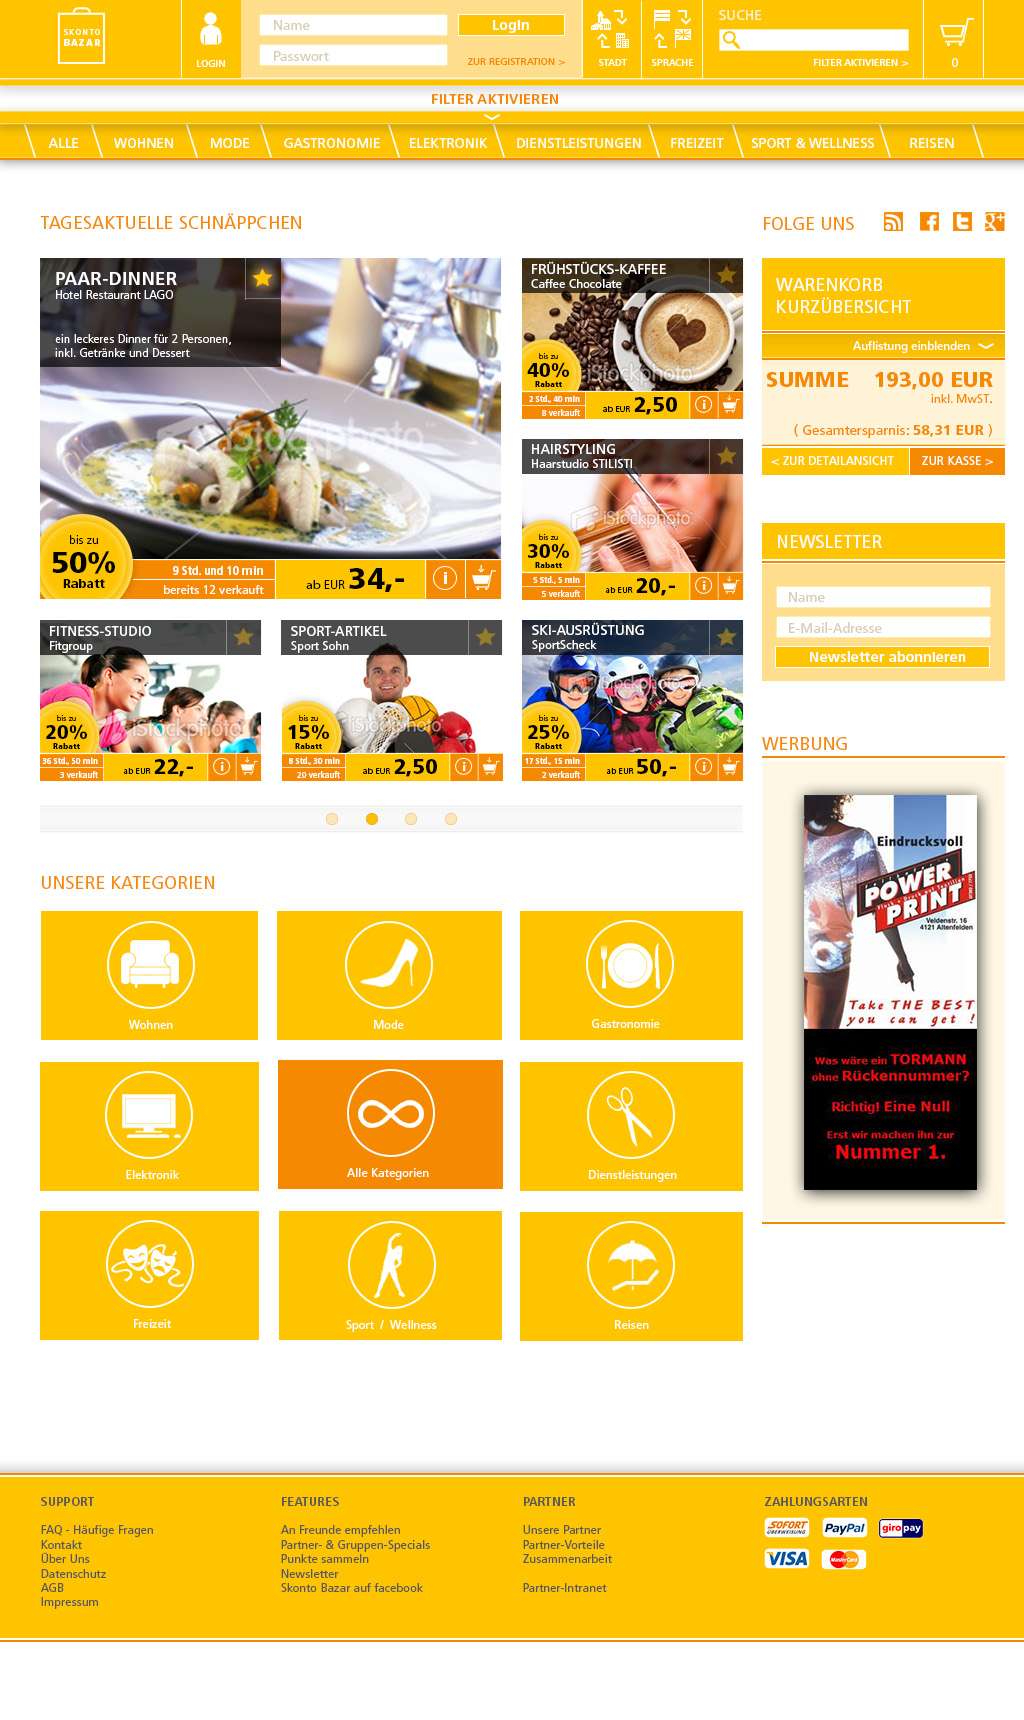 SKONTO
BAZAR
LOGIN
Name
Login
Passwort
ZUR REGISTRATION >
STADT
SPRACHE
SUCHE
FILTER AKTIVIEREN >
0
FILTER AKTIVIEREN
ALLE
WOHNEN
MODE
GASTRONOMIE
ELEKTRONIK
DIENSTLEISTUNGEN
FREIZEIT
SPORT & WELLNESS
REISEN
TAGESAKTUELLE SCHNÄPPCHEN
PAAR-DINNER
Hotel Restaurant LAGO
ein leckeres Dinner für 2 Personen,
inkl. Getränke und Dessert
iStockphoto
bis zu
50%
Rabatt
9 Std. und 10 min
bereits 12 verkauft
ab EUR 34,-
FRÜHSTÜCKS-KAFFEE
Caffee Chocolate
iStockphoto
bis zu
40%
Rabatt
2 Std., 40 min
8 verkauft
ab EUR 2,50
HAIRSTYLING
Haarstudio STILISTI
iStockphoto
bis zu
30%
Rabatt
5 Std., 5 min
5 verkauft
ab EUR 20,-
FITNESS-STUDIO
Fitgroup
iStockphoto
bis zu
20%
Rabatt
36 Std., 50 min
3 verkauft
ab EUR 22,-
SPORT-ARTIKEL
Sport Sohn
iStockphoto
bis zu
15%
Rabatt
8 Std., 30 min
20 verkauft
ab EUR 2,50
SKI-AUSRÜSTUNG
SportScheck
iStockphoto
bis zu
25%
Rabatt
17 Std., 15 min
2 verkauft
ab EUR 50,-
FOLGE UNS
WARENKORB
KURZÜBERSICHT
Auflistung einblenden
SUMME 193,00 EUR
inkl. MwST.
( Gesamtersparnis: 58,31 EUR )
< ZUR DETAILANSICHT
ZUR KASSE >
NEWSLETTER
Name
E-Mail-Adresse
Newsletter abonnieren
WERBUNG
Eindrucksvoll
POWER
PRINT
Veldenstr. 16
4121 Altenfelden
Take THE BEST
you can get !
Was wäre ein TORMANN
ohne Rückennummer?
Richtig! Eine Null
Erst wir machen ihn zur
Nummer 1.
UNSERE KATEGORIEN
Wohnen
Mode
Gastronomie
Elektronik
Alle Kategorien
Dienstleistungen
Freizeit
Sport / Wellness
Reisen
SUPPORT
FAQ - Häufige Fragen
Kontakt
Über Uns
Datenschutz
AGB
Impressum
FEATURES
An Freunde empfehlen
Partner- & Gruppen-Specials
Punkte sammeln
Newsletter
Skonto Bazar auf facebook
PARTNER
Unsere Partner
Partner-Vorteile
Zusammenarbeit
Partner-Intranet
ZAHLUNGSARTEN
SOFORT
ÜBERWEISUNG
PayPal
giropay
VISA
MasterCard